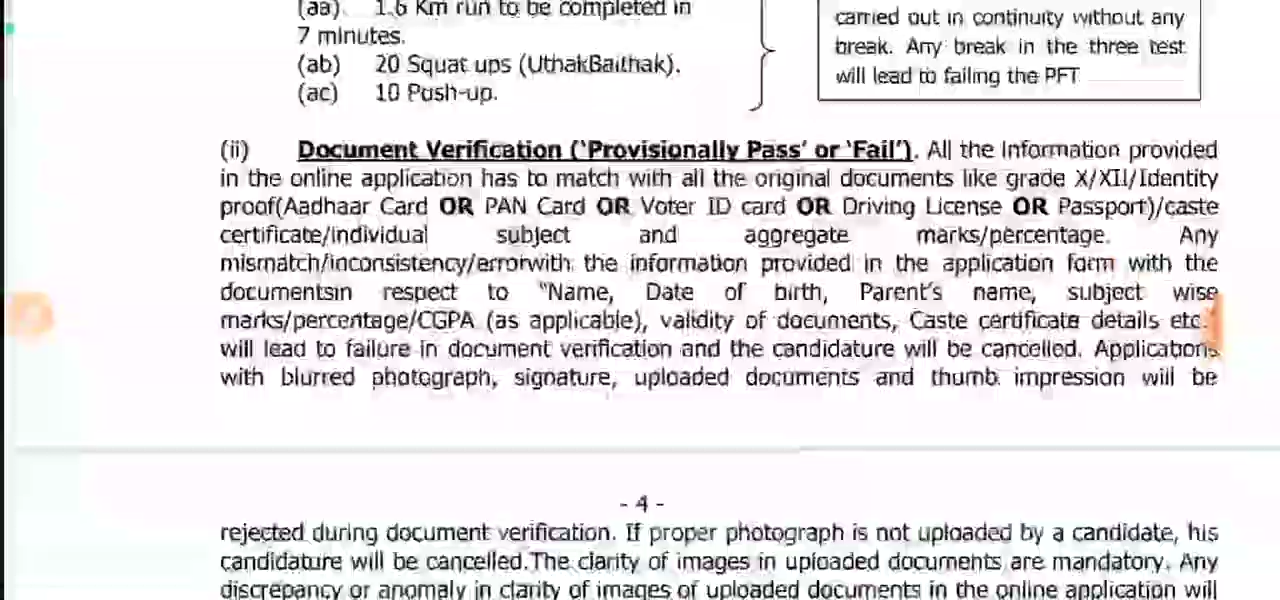 (aa) 1.6 Km run to be completed in
7 minutes.
(ab) 20 Squat ups (UthakBaithak).
(ac) 10 Push-up.
carried out in continuity without any
break. Any break in the three test
will lead to failing the PFT
(ii) Document Verification ('Provisionally Pass' or 'Fail'). All the Information provided
in the online application has to match with all the original documents like grade X/XII/Identity
proof(Aadhaar Card OR PAN Card OR Voter ID card OR Driving License OR Passport)/caste
certificate/individual subject and aggregate marks/percentage. Any
mismatch/inconsistency/errorwith the information provided in the application form with the
documentsin respect to "Name, Date of birth, Parent's name, subject wise
marks/percentage/CGPA (as applicable), validity of documents, Caste certificate details etc."
will lead to failure in document verification and the candidature will be cancelled. Applications
with blurred photograph, signature, uploaded documents and thumb impression will be
- 4 -
rejected during document verification. If proper photograph is not uploaded by a candidate, his
candidature will be cancelled.The clarity of images in uploaded documents are mandatory. Any
discrepancy or anomaly in clarity of images of uploaded documents in the online application will